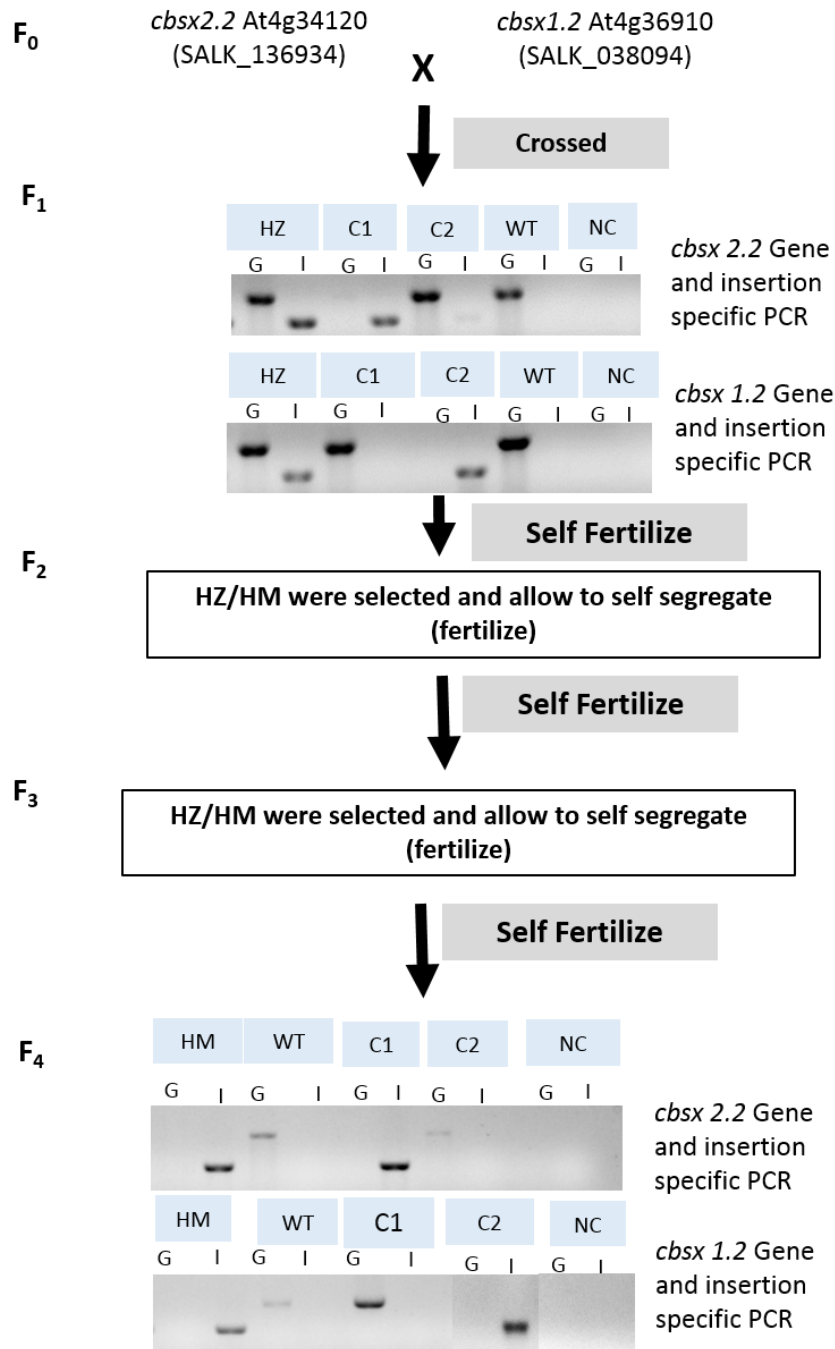 F0
cbsx2.2 At4g34120
(SALK_136934)
X
cbsx1.2 At4g36910
(SALK_038094)
Crossed
F1
HZ C1 C2 WT NC
G I G I G I G I G I
cbsx 2.2 Gene
and insertion
specific PCR
HZ C1 C2 WT NC
G I G I G I G I G I
cbsx 1.2 Gene
and insertion
specific PCR
Self Fertilize
F2
HZ/HM were selected and allow to self segregate
(fertilize)
Self Fertilize
F3
HZ/HM were selected and allow to self segregate
(fertilize)
Self Fertilize
F4
HM WT C1 C2 NC
G I G I G I G I G I
cbsx 2.2 Gene
and insertion
specific PCR
HM WT C1 C2 NC
G I G I G I G I G I
cbsx 1.2 Gene
and insertion
specific PCR